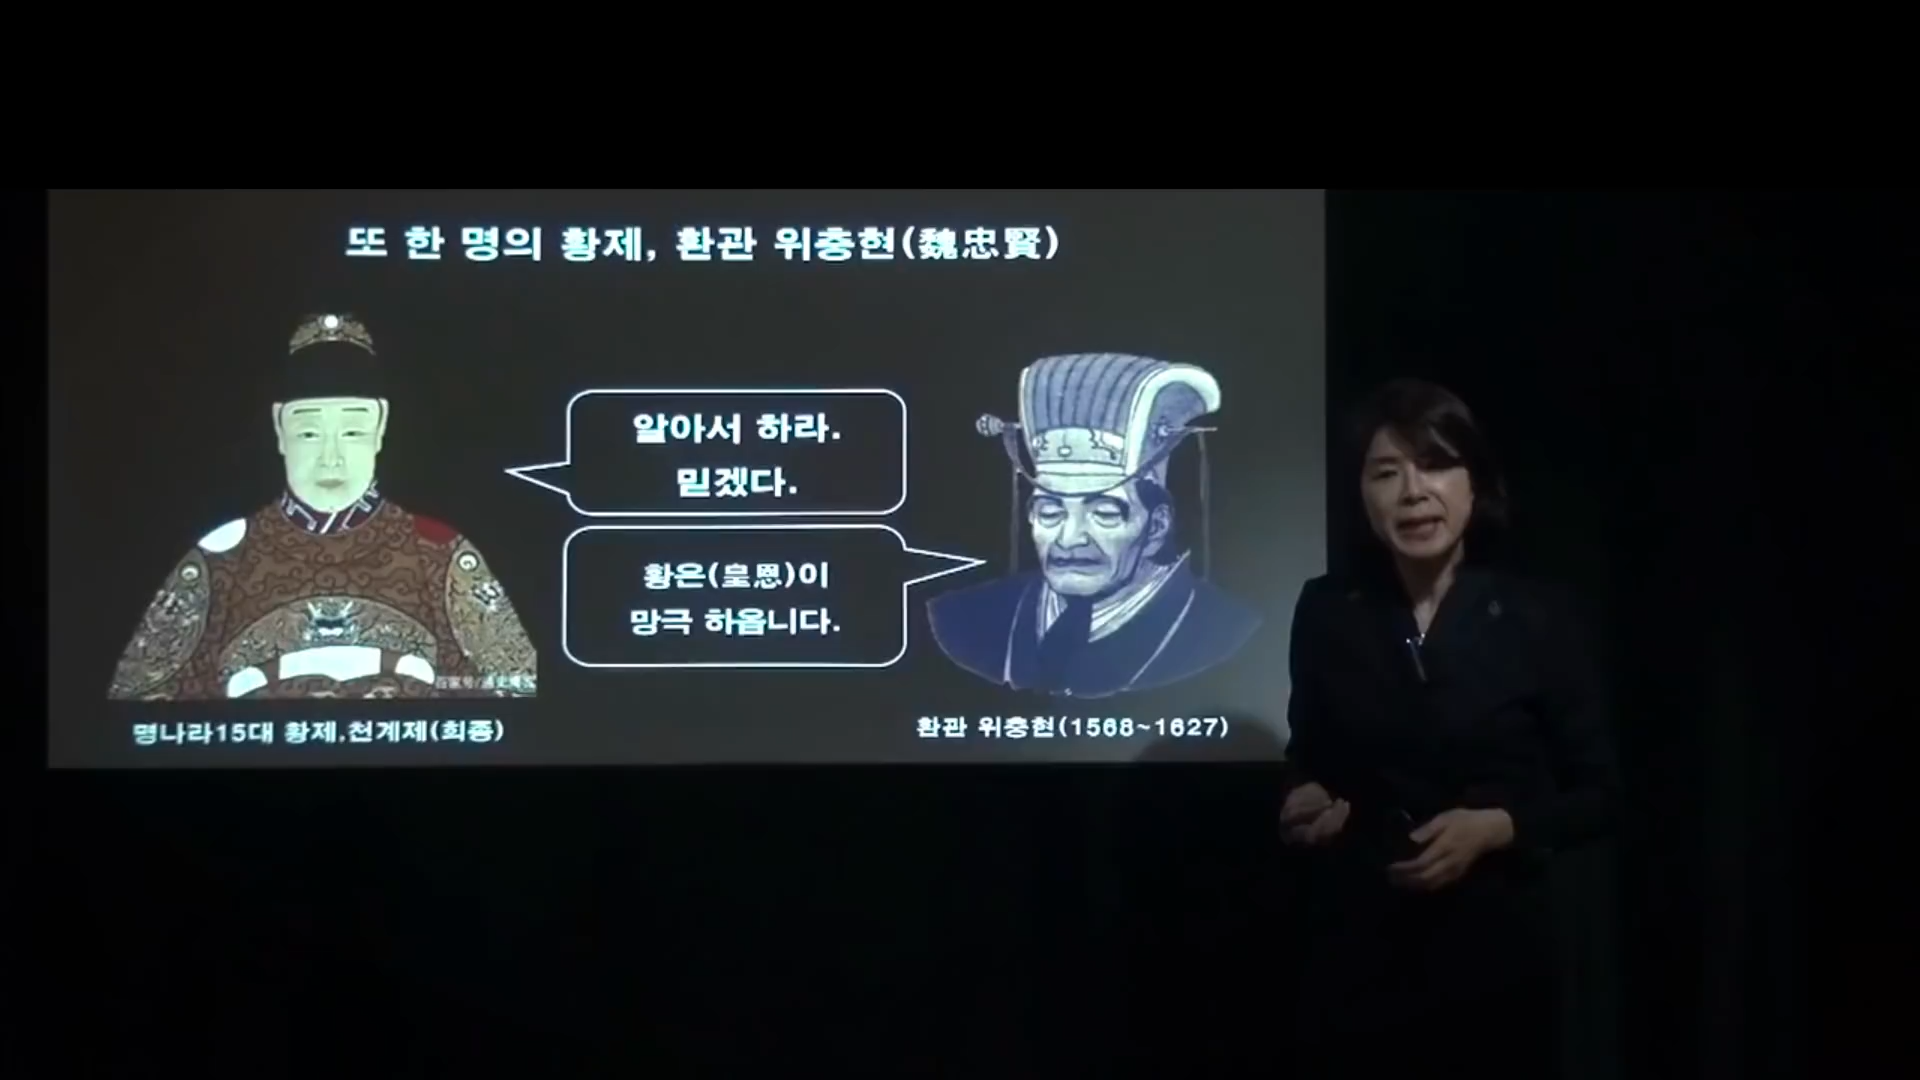 또 한 명의 황제, 환관 위충현(魏忠賢)
알아서 하라.
믿겠다.
황은(皇恩)이
망극 하옵니다.
명나라15대 황제,천계제(희종)
환관 위충현(1568~1627)